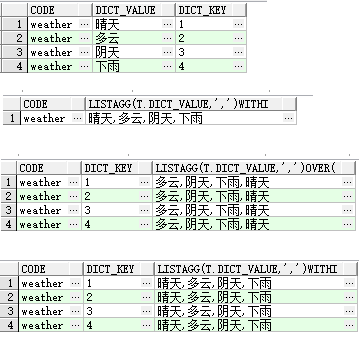 CODE DICT_VALUE DICT_KEY
1 weather … 晴天 … 1 …
2 weather … 多云 … 2 …
3 weather … 阴天 … 3 …
4 weather … 下雨 … 4 …
CODE LISTAGG(T.DICT_VALUE,',')WITHI
1 weather … 晴天,多云,阴天,下雨 …
CODE DICT_KEY LISTAGG(T.DICT_VALUE,',')OVER(
1 weather … 1 … 多云,阴天,下雨,晴天 …
2 weather … 2 … 多云,阴天,下雨,晴天 …
3 weather … 3 … 多云,阴天,下雨,晴天 …
4 weather … 4 … 多云,阴天,下雨,晴天 …
CODE DICT_KEY LISTAGG(T.DICT_VALUE,',')WITHI
1 weather … 1 … 晴天,多云,阴天,下雨 …
2 weather … 2 … 晴天,多云,阴天,下雨 …
3 weather … 3 … 晴天,多云,阴天,下雨 …
4 weather … 4 … 晴天,多云,阴天,下雨 …